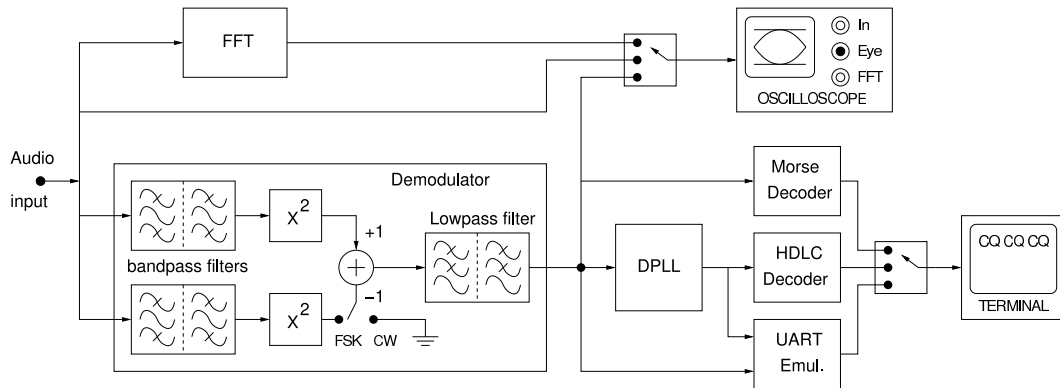 FFT
In
Eye
FFT
OSCILLOSCOPE
Audio
input
Demodulator
Morse
Decoder
X2
+1
Lowpass filter
bandpass filters
DPLL
HDLC
Decoder
CQ CQ CQ
TERMINAL
X2
−1
FSK CW
UART
Emul.